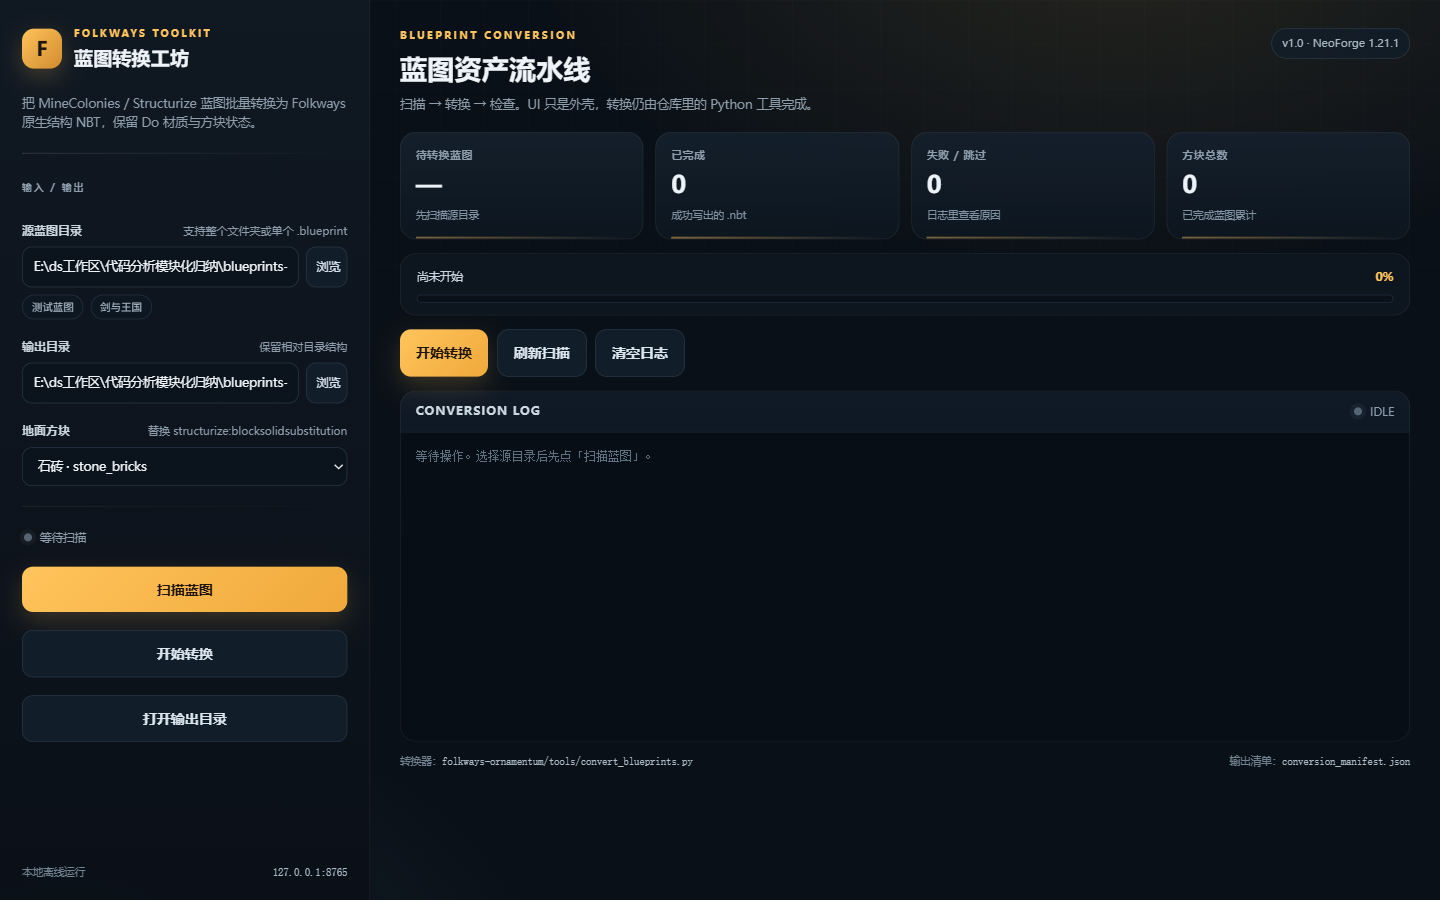 F
FOLKWAYS TOOLKIT
蓝图转换工坊
把 MineColonies / Structurize 蓝图批量转换为 Folkways
原生结构 NBT，保留 Do 材质与方块状态。
输入 / 输出
源蓝图目录
支持整个文件夹或单个 .blueprint
E:\ds工作区\代码分析模块化归纳\blueprints-
浏览
测试蓝图
剑与王国
输出目录
保留相对目录结构
E:\ds工作区\代码分析模块化归纳\blueprints-
浏览
地面方块
替换 structurize:blocksolidsubstitution
石砖 · stone_bricks
等待扫描
扫描蓝图
开始转换
打开输出目录
本地离线运行
127.0.0.1:8765
BLUEPRINT CONVERSION
蓝图资产流水线
扫描 → 转换 → 检查。UI 只是外壳，转换仍由仓库里的 Python 工具完成。
v1.0 · NeoForge 1.21.1
待转换蓝图
—
先扫描源目录
已完成
0
成功写出的 .nbt
失败 / 跳过
0
日志里查看原因
方块总数
0
已完成蓝图累计
尚未开始
0%
开始转换
刷新扫描
清空日志
CONVERSION LOG
IDLE
等待操作。选择源目录后先点「扫描蓝图」。
转换器：folkways-ornamentum/tools/convert_blueprints.py
输出清单：conversion_manifest.json